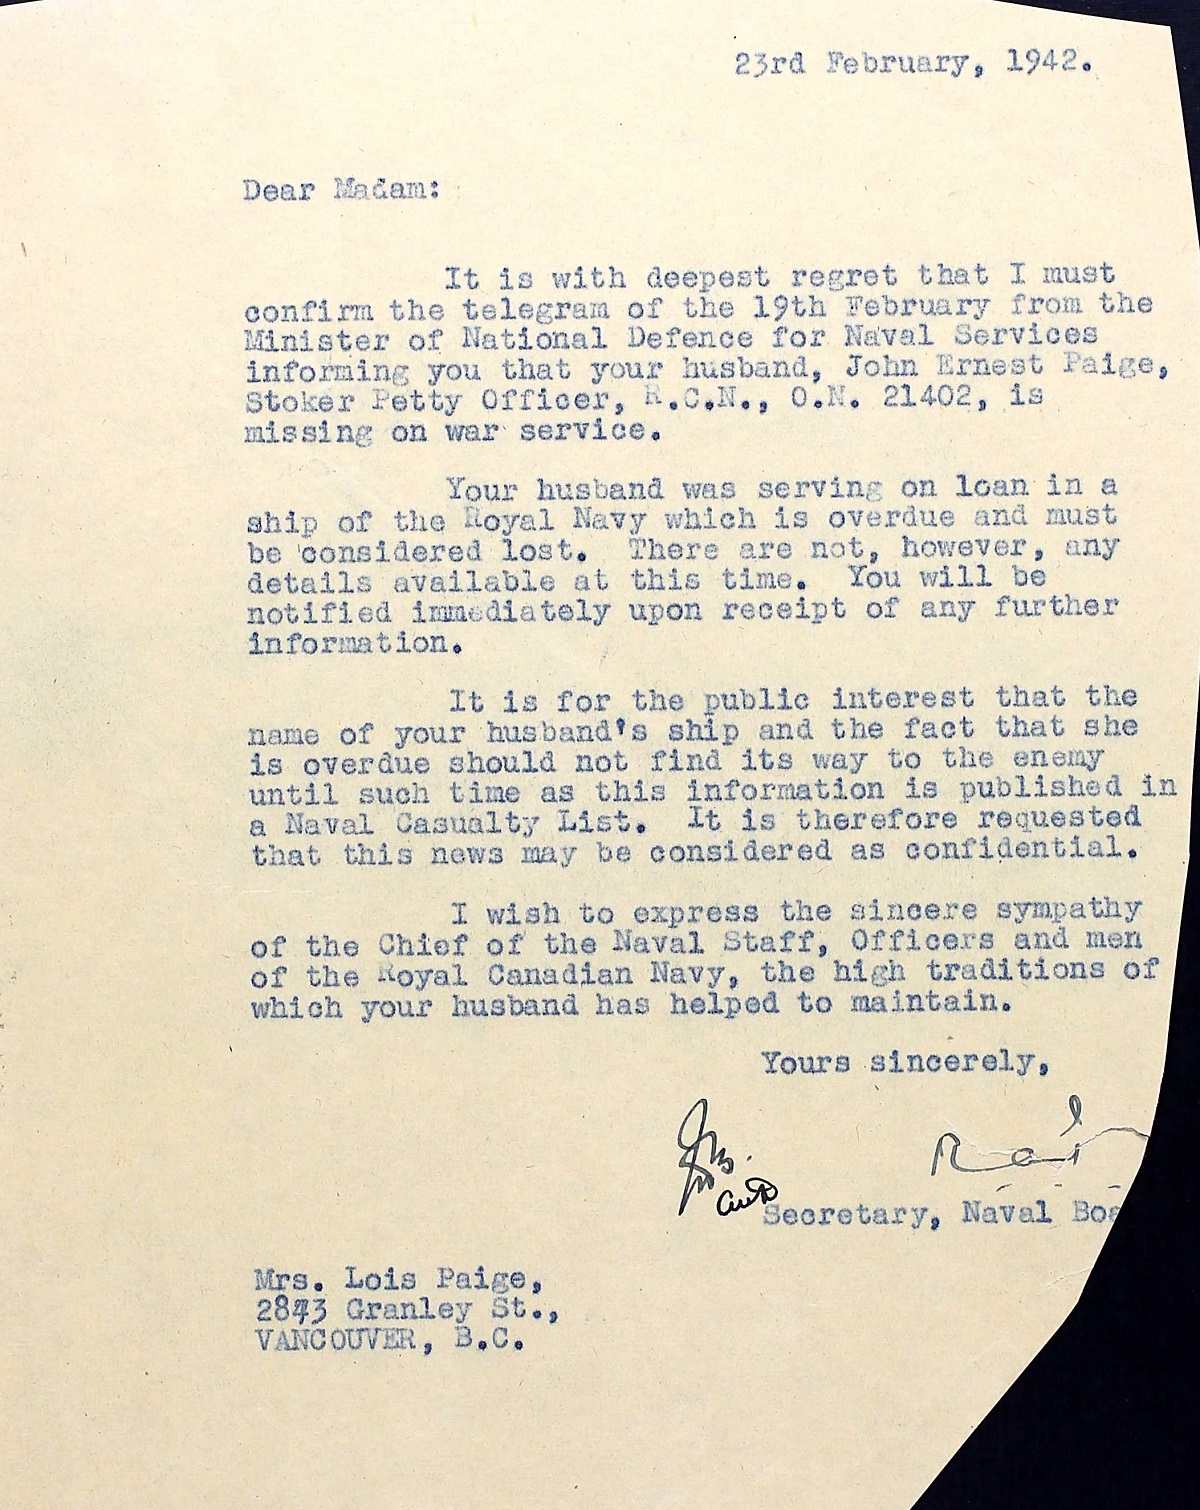 23rd February, 1942.
Dear Madam:
It is with deepest regret that I must
confirm the telegram of the 19th February from the
Minister of National Defence for Naval Services
informing you that your husband, John Ernest Paige,
Stoker Petty Officer, R.C.N., O.N. 21402, is
missing on war service.
Your husband was serving on loan in a
ship of the Royal Navy which is overdue and must
be considered lost. There are not, however, any
details available at this time. You will be
notified immediately upon receipt of any further
information.
It is for the public interest that the
name of your husband's ship and the fact that she
is overdue should not find its way to the enemy
until such time as this information is published in
a Naval Casualty List. It is therefore requested
that this news may be considered as confidential.
I wish to express the sincere sympathy
of the Chief of the Naval Staff, Officers and men
of the Royal Canadian Navy, the high traditions of
which your husband has helped to maintain.
Yours sincerely,
Secretary, Naval Boa
Mrs. Lois Paige,
Granley St.,
VANCOUVER, B.C.